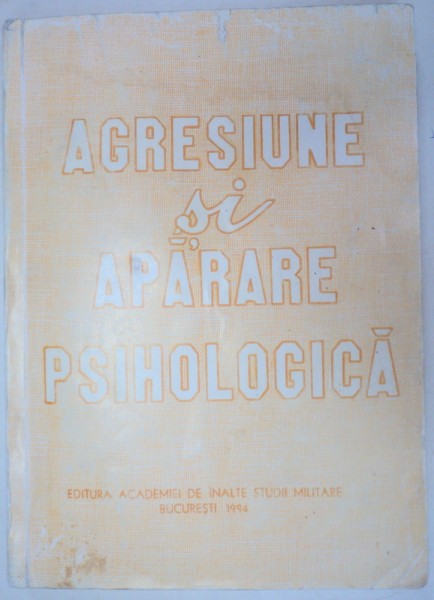 AGRESIUNE
și
APĂRARE
PSIHOLOGICĂ
EDITURA ACADEMIEI DE ÎNALTE STUDII MILITARE
BUCUREȘTI 1994